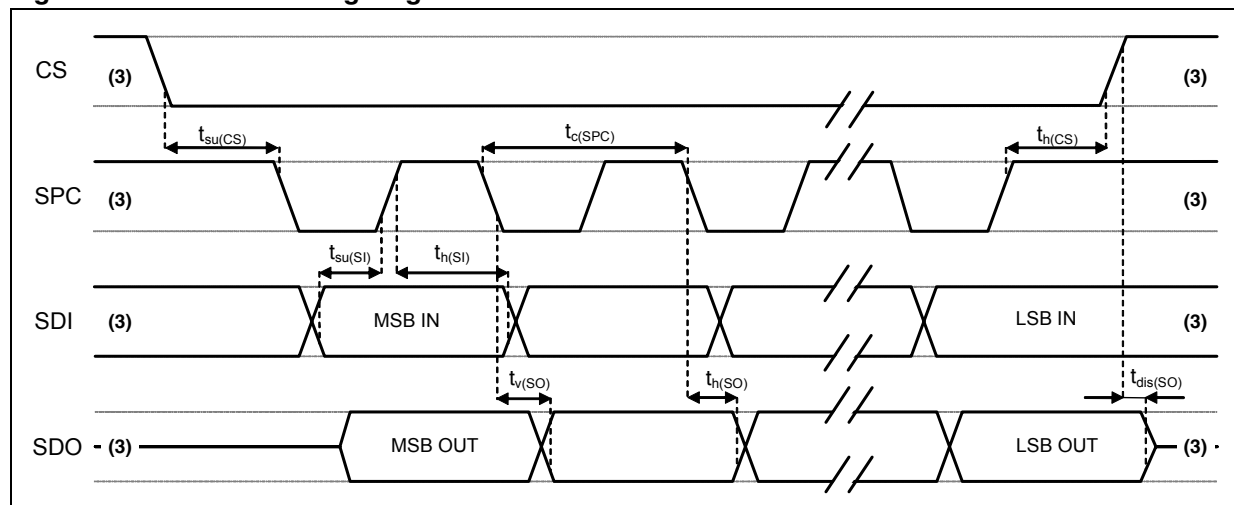 CS (3) (3)
t_su(CS) t_c(SPC) t_h(CS)
SPC (3) (3)
t_su(SI) t_h(SI)
SDI (3) MSB IN LSB IN (3)
t_v(SO) t_h(SO) t_dis(SO)
SDO (3) MSB OUT LSB OUT (3)